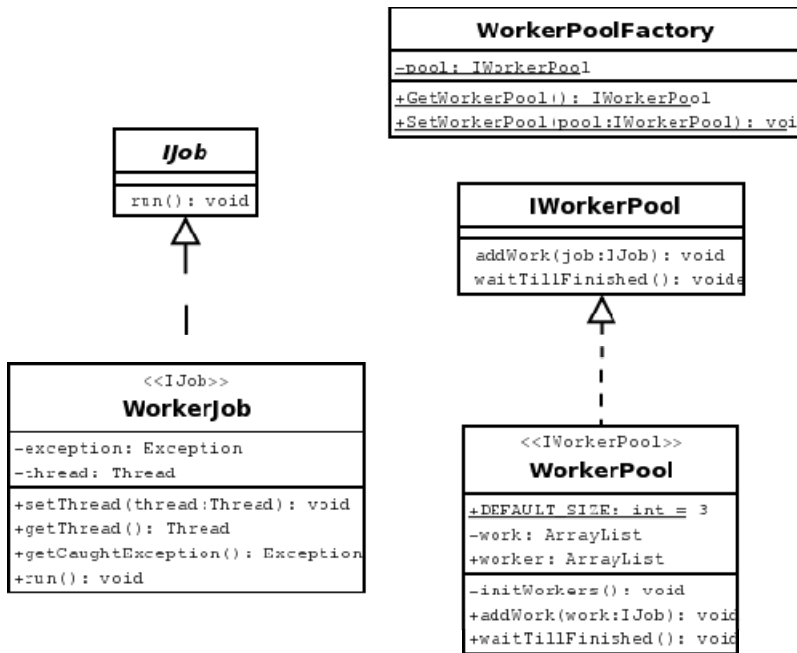 WorkerPoolFactory
-pool: IWorkerPool
+GetWorkerPool(): IWorkerPool
+SetWorkerPool(pool:IWorkerPool): voi
IJob
run(): void
IWorkerPool
addWork(job:IJob): void
waitTillFinished(): voide
<<IJob>>
WorkerJob
-exception: Exception
-thread: Thread
+setThread(thread:Thread): void
+getThread(): Thread
+getCaughtException(): Exception
+run(): void
<<IWorkerPool>>
WorkerPool
+DEFAULT_SIZE: int = 3
-work: ArrayList
+worker: ArrayList
-initWorkers(): void
+addWork(work:IJob): void
+waitTillFinished(): void